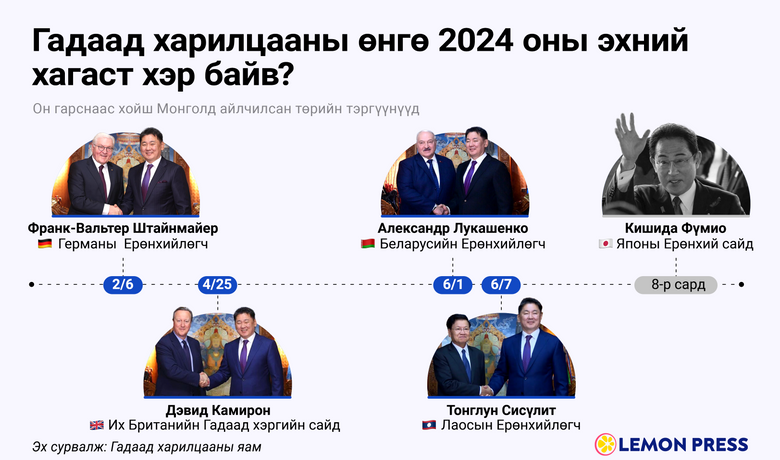 Гадаад харилцааны өнгө 2024 оны эхний
хагаст хэр байв?
Он гарснаас хойш Монголд айлчилсан төрийн тэргүүнүүд
Франк-Вальтер Штайнмайер
Германы Ерөнхийлөгч
Александр Лукашенко
Беларусийн Ерөнхийлөгч
Кишида Фүмио
Японы Ерөнхий сайд
2/6
4/25
6/1
6/7
8-р сард
Дэвид Камирон
Их Британийн Гадаад хэргийн сайд
Тонглун Сисүлит
Лаосын Ерөнхийлөгч
Эх сурвалж: Гадаад харилцааны яам
LEMON PRESS